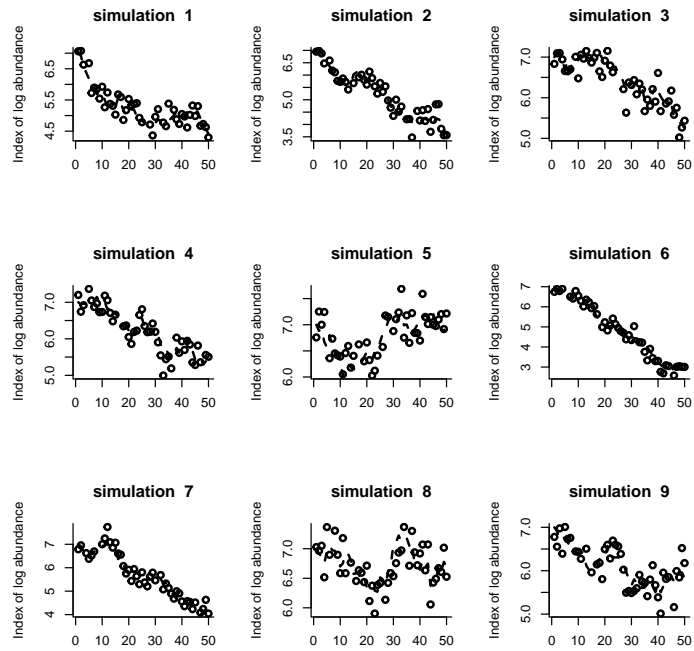 simulation 1
Index of log abundance
4.5 5.5 6.5
0 10 20 30 40 50
simulation 2
Index of log abundance
3.5 5.0 6.5
0 10 20 30 40 50
simulation 3
Index of log abundance
5.0 6.0 7.0
0 10 20 30 40 50
simulation 4
Index of log abundance
5.0 6.0 7.0
0 10 20 30 40 50
simulation 5
Index of log abundance
6.0 7.0
0 10 20 30 40 50
simulation 6
Index of log abundance
3 4 5 6 7
0 10 20 30 40 50
simulation 7
Index of log abundance
4 5 6 7
0 10 20 30 40 50
simulation 8
Index of log abundance
6.0 6.5 7.0
0 10 20 30 40 50
simulation 9
Index of log abundance
5.0 6.0 7.0
0 10 20 30 40 50